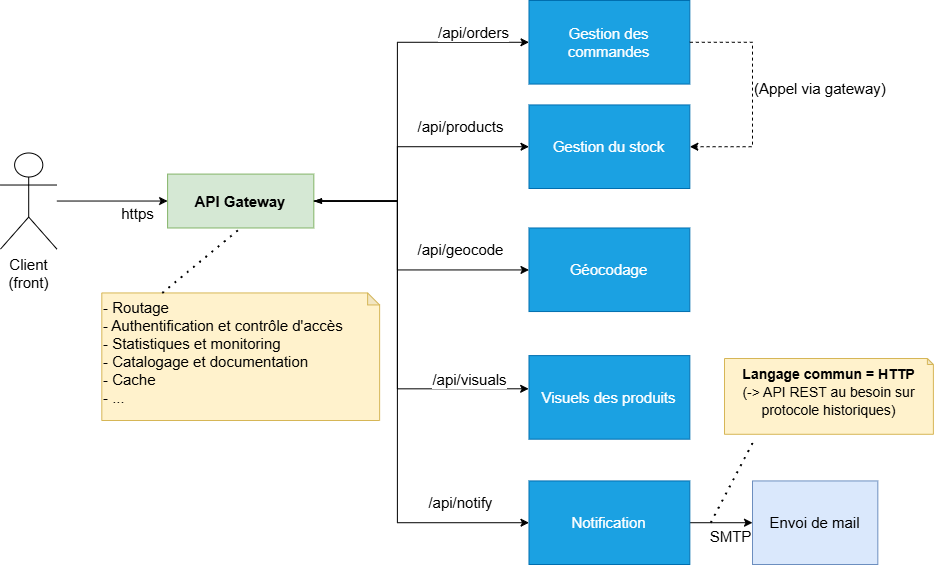 /api/orders
Gestion des
commandes
(Appel via gateway)
/api/products
Gestion du stock
API Gateway
https
Client
(front)
/api/geocode
Géocodage
- Routage
- Authentification et contrôle d'accès
- Statistiques et monitoring
- Catalogage et documentation
- Cache
- ...
/api/visuals
Visuels des produits
Langage commun = HTTP
(-> API REST au besoin sur
protocole historiques)
/api/notify
Notification
SMTP
Envoi de mail